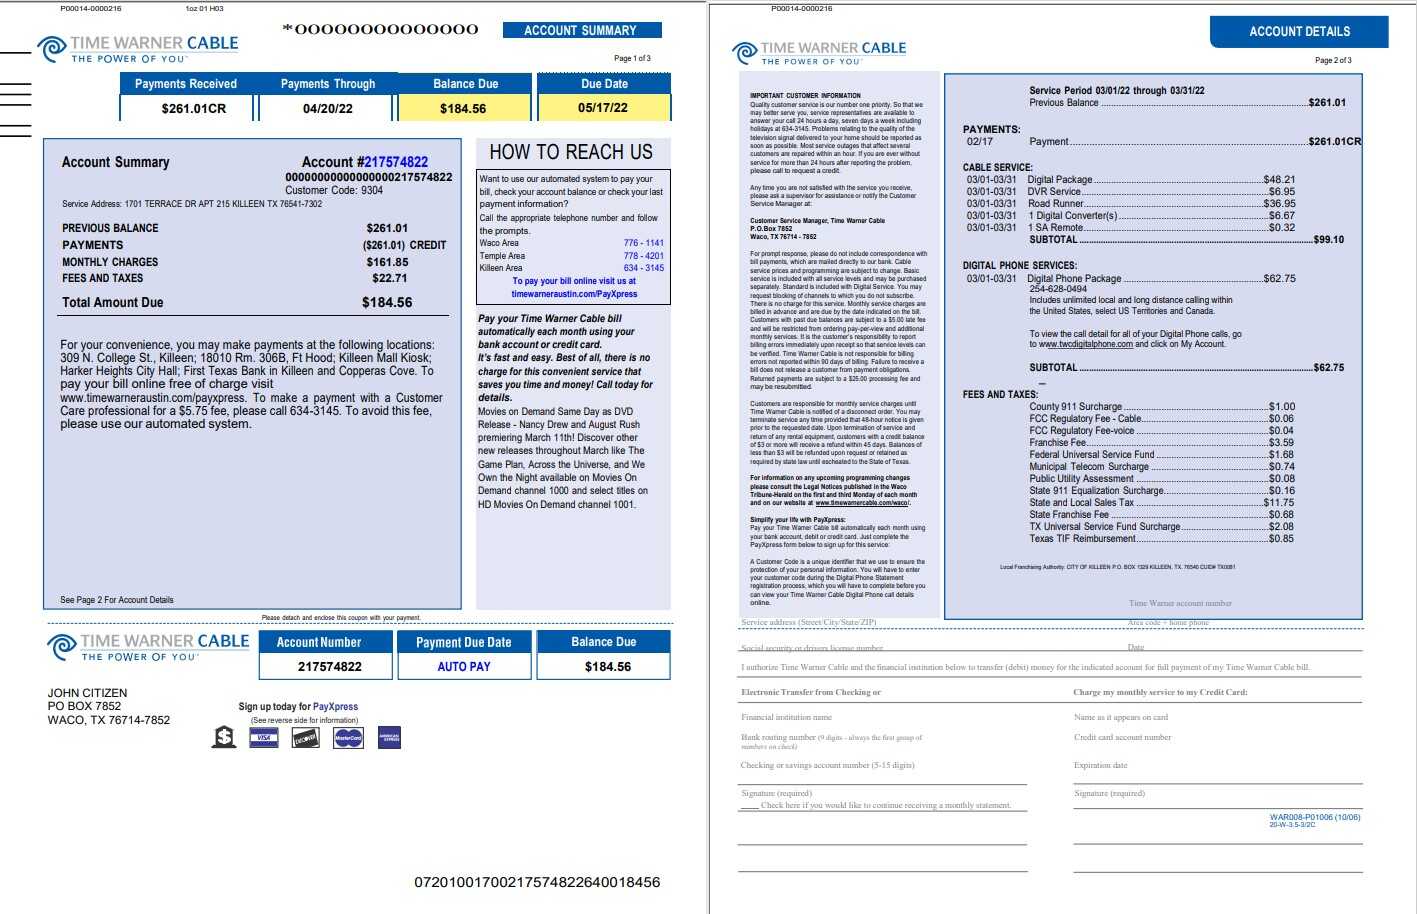 P00014-0000216 1oz 01 H03
**OOOOOOOOOOOOOO
ACCOUNT SUMMARY
TIME WARNER CABLE
THE POWER OF YOU™
Page 1 of 3
Payments Received Payments Through Balance Due Due Date
$261.01CR 04/20/22 $184.56 05/17/22
Account Summary
Account #217574822
0000000000000000217574822
Customer Code: 9304
Service Address: 1701 TERRACE DR APT 215 KILLEEN TX 76541-7302
PREVIOUS BALANCE $261.01
PAYMENTS ($261.01) CREDIT
MONTHLY CHARGES $161.85
FEES AND TAXES $22.71
Total Amount Due $184.56
For your convenience, you may make payments at the following locations:
309 N. College St., Killeen; 18010 Rm. 306B, Ft Hood; Killeen Mall Kiosk;
Harker Heights City Hall; First Texas Bank in Killeen and Copperas Cove. To
pay your bill online free of charge visit
www.timewarneraustin.com/payxpress. To make a payment with a Customer
Care professional for a $5.75 fee, please call 634-3145. To avoid this fee,
please use our automated system.
See Page 2 For Account Details
HOW TO REACH US
Want to use our automated system to pay your
bill, check your account balance or check your last
payment information?
Call the appropriate telephone number and follow
the prompts.
Waco Area 776 - 1141
Temple Area 778 - 4201
Killeen Area 634 - 3145
To pay your bill online visit us at
timewarneraustin.com/PayXpress
Pay your Time Warner Cable bill
automatically each month using your
bank account or credit card.
It's fast and easy. Best of all, there is no
charge for this convenient service that
saves you time and money! Call today for
details.
Movies on Demand Same Day as DVD
Release - Nancy Drew and August Rush
premiering March 11th! Discover other
new releases throughout March like The
Game Plan, Across the Universe, and We
Own the Night available on Movies On
Demand channel 1000 and select titles on
HD Movies On Demand channel 1001.
Please detach and enclose this coupon with your payment.
TIME WARNER CABLE
THE POWER OF YOU™
Account Number Payment Due Date Balance Due
217574822 AUTO PAY $184.56
JOHN CITIZEN
PO BOX 7852
WACO, TX 76714-7852
Sign up today for PayXpress
(See reverse side for information)
VISA DISCOVER MasterCard AMERICAN EXPRESS
072010017002175748226400184​56
P00014-0000216
ACCOUNT DETAILS
TIME WARNER CABLE
THE POWER OF YOU™
Page 2 of 3
IMPORTANT CUSTOMER INFORMATION
Quality customer service is our number one priority. So that we
may better serve you, service representatives are available to
answer your call 24 hours a day, seven days a week including
holidays at 634-3145. Problems relating to the quality of the
television signal delivered to your home should be reported as
soon as possible. Most service outages that affect several
customers are repaired within an hour. If you are ever without
service for more than 24 hours after reporting the problem,
please call to request a credit.
Any time you are not satisfied with the service you receive,
please ask a supervisor for assistance or notify the Customer
Service Manager at:
Customer Service Manager, Time Warner Cable
P.O.Box 7852
Waco, TX 76714 - 7852
For prompt response, please do not include correspondence with
bill payments, which are mailed directly to our bank. Cable
service prices and programming are subject to change. Basic
service is included with all service levels and may be purchased
separately. Standard is included with Digital Service. You may
request blocking of channels to which you do not subscribe.
There is no charge for this service. Monthly service charges are
billed in advance and are due by the date indicated on the bill.
Customers with past due balances are subject to a $5.00 late fee
and will be restricted from ordering pay-per-view and additional
monthly services. It is the customer's resposibility to report
billing errors immediately upon receipt so that service levels can
be verified. Time Warner Cable is not responsible for billing
errors not reported within 90 days of billing. Failure to receive a
bill does not release a customer from payment obligations.
Returned payments are subject to a $25.00 processing fee and
may be resubmitted.
Customers are responsible for monthly service charges until
Time Warner Cable is notified of a disconnect order. You may
terminate service any time provided that 48-hour notice is given
prior to the requested date. Upon termination of service and
return of any rental equipment, customers with a credit balance
of $3 or more will receive a refund within 45 days. Balances of
less than $3 will be refunded upon request or retained as
required by state law until escheated to the State of Texas.
For information on any upcoming programming changes
please consult the Legal Notices published in the Waco
Tribune-Herald on the first and third Monday of each month
and on our website at www.timewarnercable.com/waco/.
Simplify your life with PayXpress:
Pay your Time Warner Cable bill automatically each month using
your bank account, debit or credit card. Just complete the
PayXpress form below to sign up for this service:
A Customer Code is a unique identifier that we use to ensure the
protection of your personal information. You will have to enter
your customer code during the Digital Phone Statement
registration process, which you will have to complete before you
can view your Time Warner Cable Digital Phone call details
online.
Service Period 03/01/22 through 03/31/22
Previous Balance $261.01
PAYMENTS:
02/17 Payment $261.01CR
CABLE SERVICE:
03/01-03/31 Digital Package $48.21
03/01-03/31 DVR Service $6.95
03/01-03/31 Road Runner $36.95
03/01-03/31 1 Digital Converter(s) $6.67
03/01-03/31 1 SA Remote $0.32
SUBTOTAL $99.10
DIGITAL PHONE SERVICES:
03/01-03/31 Digital Phone Package $62.75
254-628-0494
Includes unlimited local and long distance calling within
the United States, select US Territories and Canada.
To view the call detail for all of your Digital Phone calls, go
to www.twcdigitalphone.com and click on My Account.
SUBTOTAL $62.75
FEES AND TAXES:
County 911 Surcharge $1.00
FCC Regulatory Fee - Cable $0.06
FCC Regulatory Fee-voice $0.04
Franchise Fee $3.59
Federal Universal Service Fund $1.68
Municipal Telecom Surcharge $0.74
Public Utility Assessment $0.08
State 911 Equalization Surcharge $0.16
State and Local Sales Tax $11.75
State Franchise Fee $0.68
TX Universal Service Fund Surcharge $2.08
Texas TIF Reimbursement $0.85
Local Franchising Authority: CITY OF KILLEEN P.O. BOX 1329 KILLEEN, TX. 76540 CUID# TX0081
Time Warner account number
Service address (Street/City/State/ZIP) Area code + home phone
Social security or drivers license number Date
I authorize Time Warner Cable and the financial institution below to transfer (debit) money for the indicated account for full payment of my Time Warner Cable bill.
Electronic Transfer from Checking or Charge my monthly service to my Credit Card:
Financial institution name Name as it appears on card
Bank routing number (9 digits - always the first group of
numbers on check)
Credit card account number
Checking or savings account number (5-15 digits) Expiration date
Signature (required) Signature (required)
____ Check here if you would like to continue receiving a monthly statement.
WAR008-P01006 (10/06)
20-W-3.5-3/2C